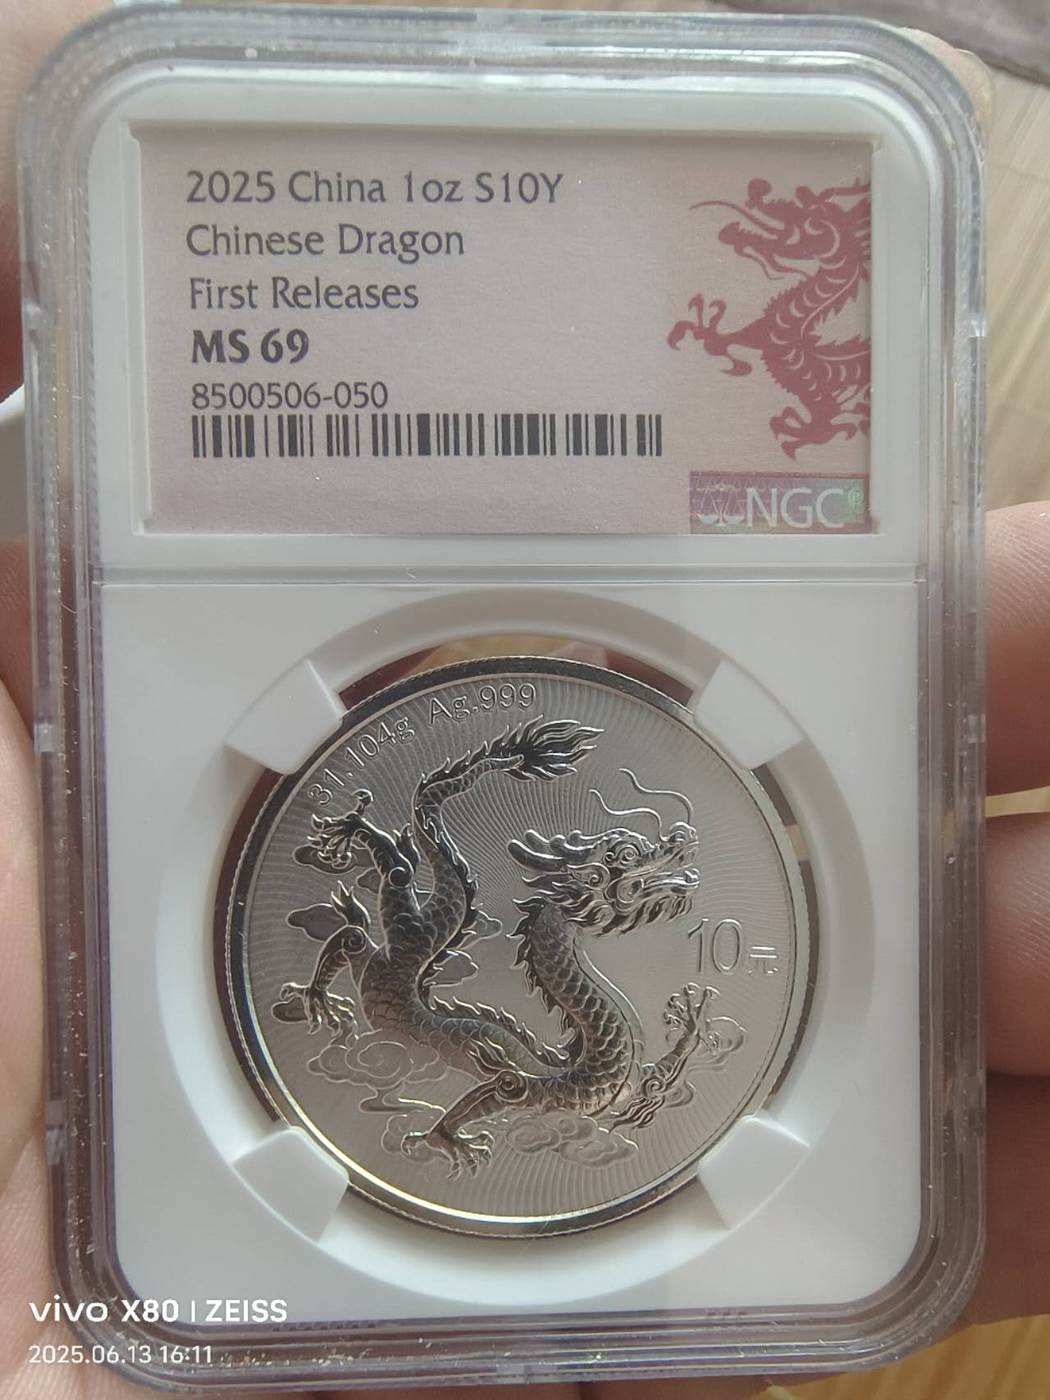 2025 China 1oz S10Y
Chinese Dragon
First Releases
MS 69
8500506-050
NGC
31.104g Ag.999
10元
vivo X80 | ZEISS
2025.06.13 16:11